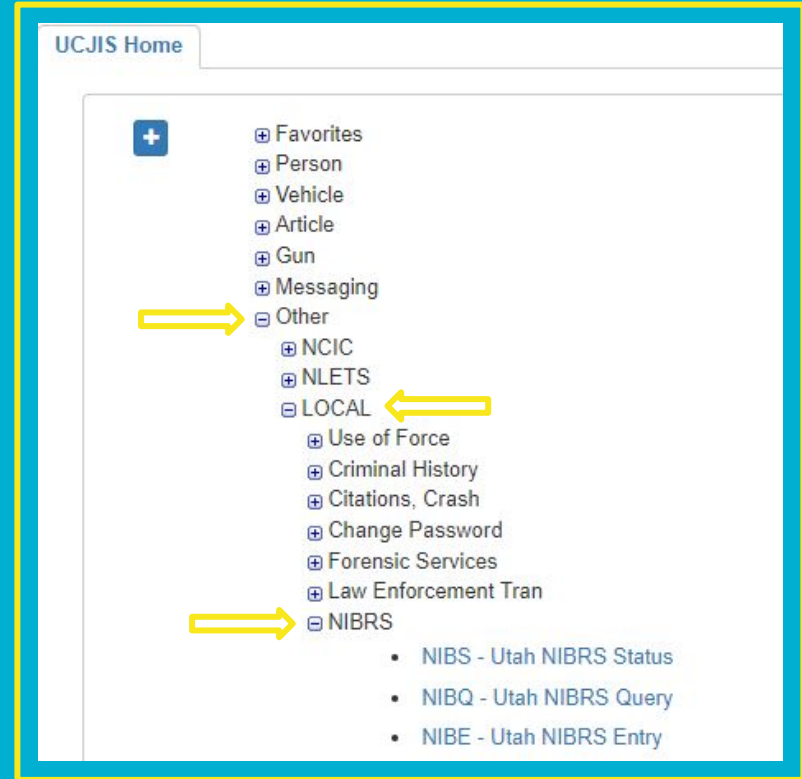 UCJIS Home
Favorites
Person
Vehicle
Article
Gun
Messaging
Other
NCIC
NLETS
LOCAL
Use of Force
Criminal History
Citations, Crash
Change Password
Forensic Services
Law Enforcement Tran
NIBRS
NIBS - Utah NIBRS Status
NIBQ - Utah NIBRS Query
NIBE - Utah NIBRS Entry